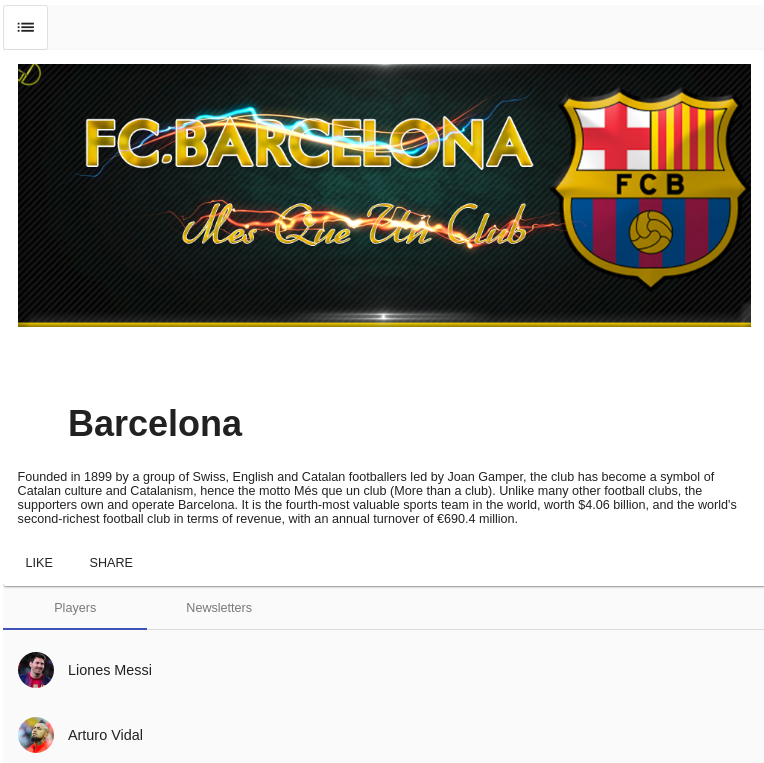 FC.BARCELONA
Mes Que Un Club
FCB
Barcelona
Founded in 1899 by a group of Swiss, English and Catalan footballers led by Joan Gamper, the club has become a symbol of
Catalan culture and Catalanism, hence the motto Més que un club (More than a club). Unlike many other football clubs, the
supporters own and operate Barcelona. It is the fourth-most valuable sports team in the world, worth $4.06 billion, and the world's
second-richest football club in terms of revenue, with an annual turnover of €690.4 million.
LIKE SHARE
Players Newsletters
Liones Messi
Arturo Vidal